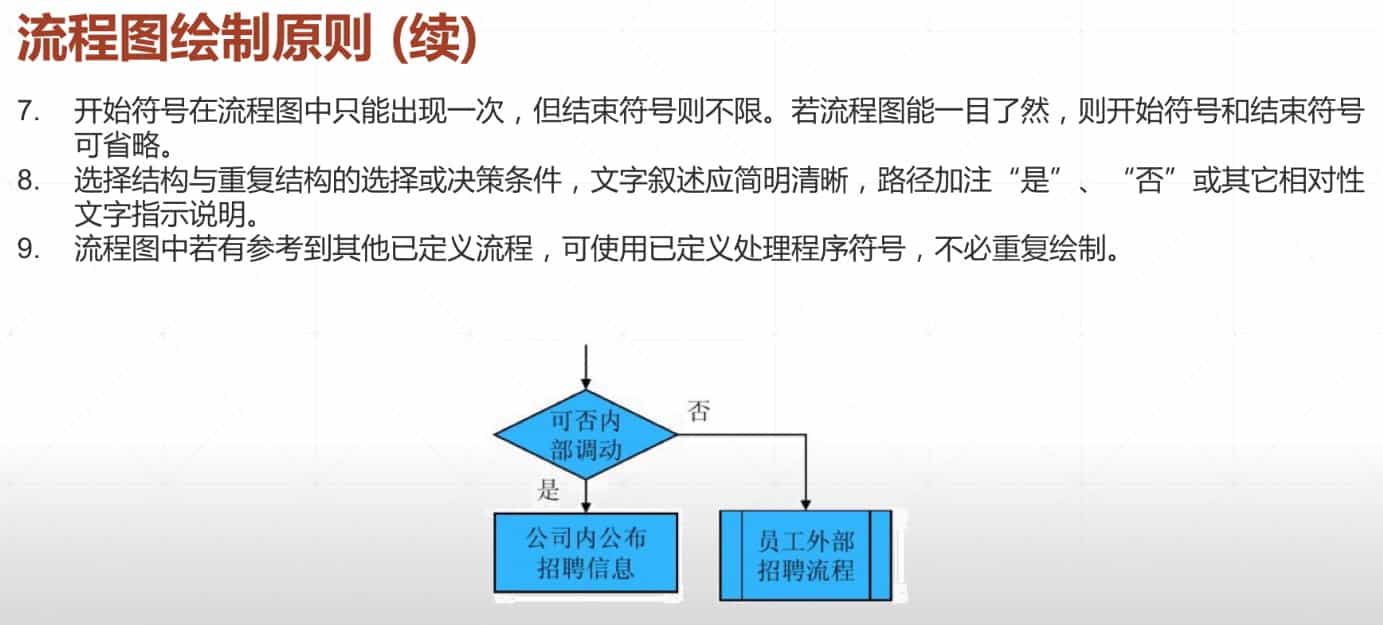 流程图绘制原则 (续)
7. 开始符号在流程图中只能出现一次，但结束符号则不限。若流程图能一目了然，则开始符号和结束符号
可省略。
8. 选择结构与重复结构的选择或决策条件，文字叙述应简明清晰，路径加注“是”、“否”或其它相对性
文字指示说明。
9. 流程图中若有参考到其他已定义流程，可使用已定义处理程序符号，不必重复绘制。
可否内
部调动
否
是
公司内公布
招聘信息
员工外部
招聘流程